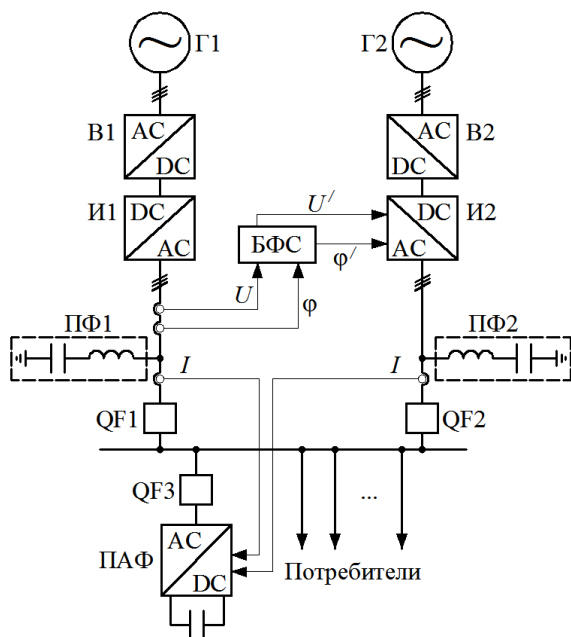 Г1 Г2
В1 AC DC AC DC В2
И1 DC AC U/ БФС φ/ DC AC И2
U φ
ПФ1 ПФ2
I I
QF1 QF2
QF3 ...
ПАФ AC DC Потребители